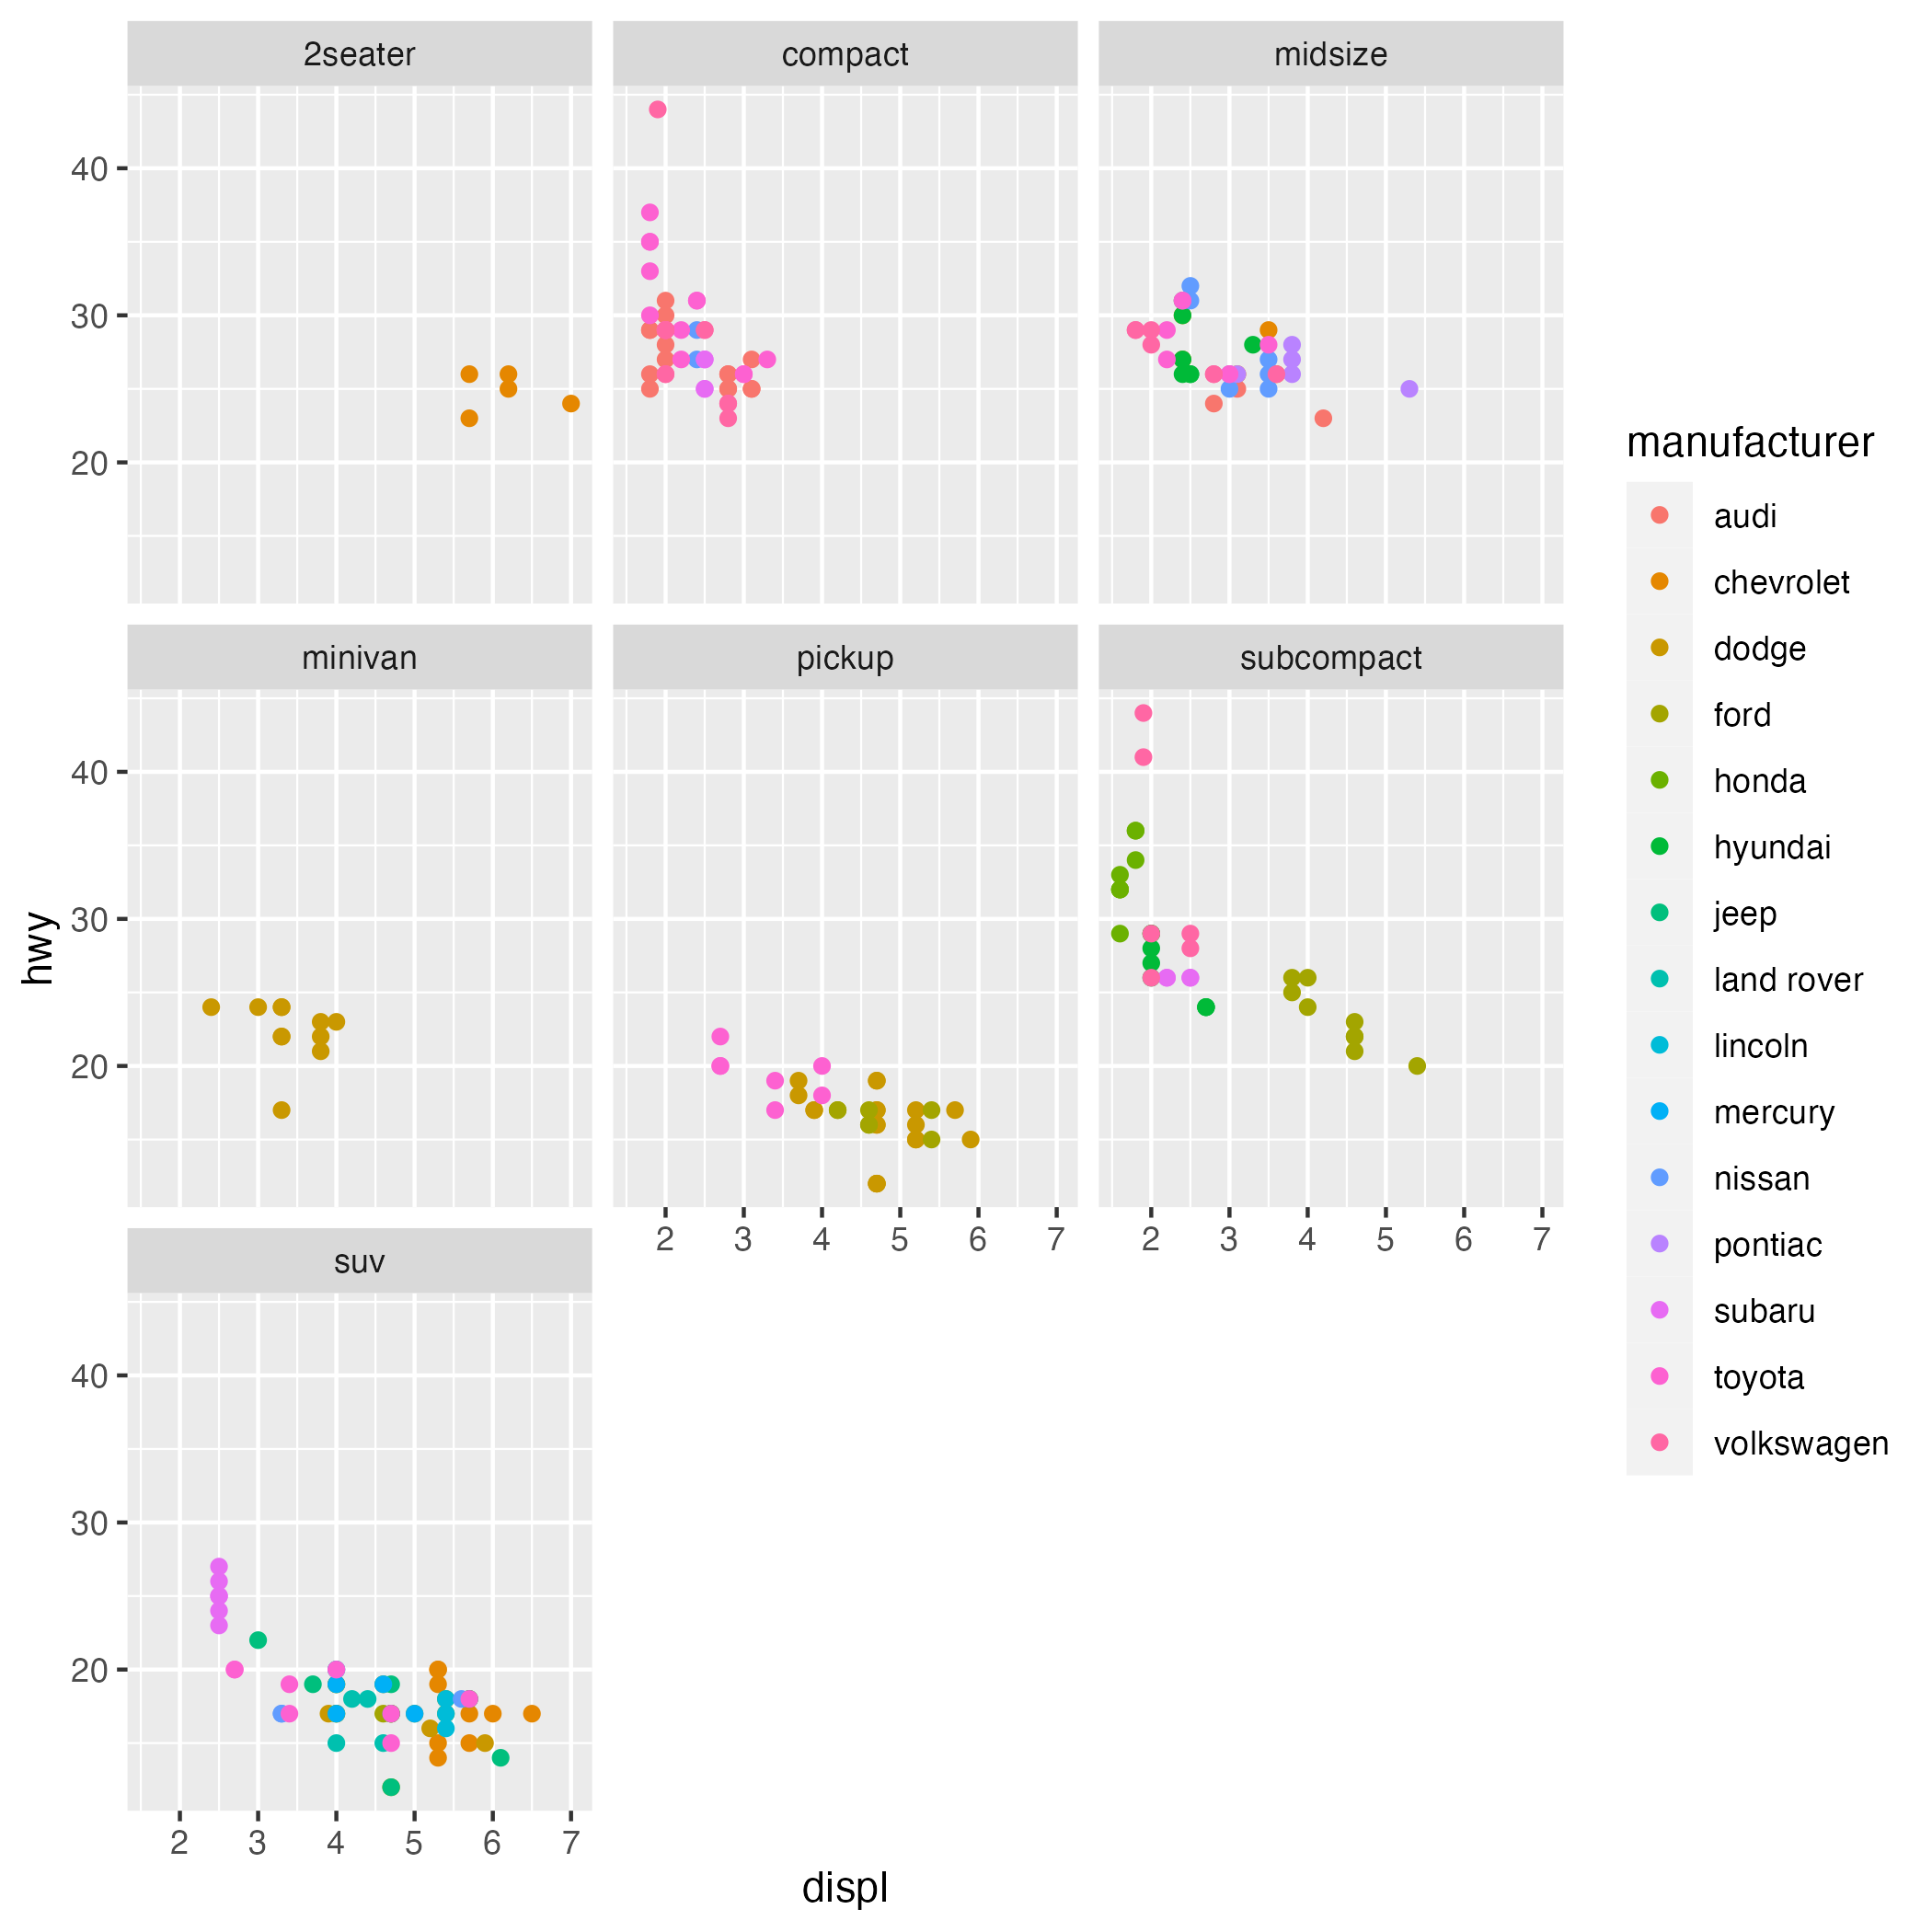 2seater compact midsize
40
30
20
minivan pickup subcompact
40
30
20
2 3 4 5 6 7 2 3 4 5 6 7
suv
40
30
20
2 3 4 5 6 7
displ
hwy
manufacturer
audi
chevrolet
dodge
ford
honda
hyundai
jeep
land rover
lincoln
mercury
nissan
pontiac
subaru
toyota
volkswagen